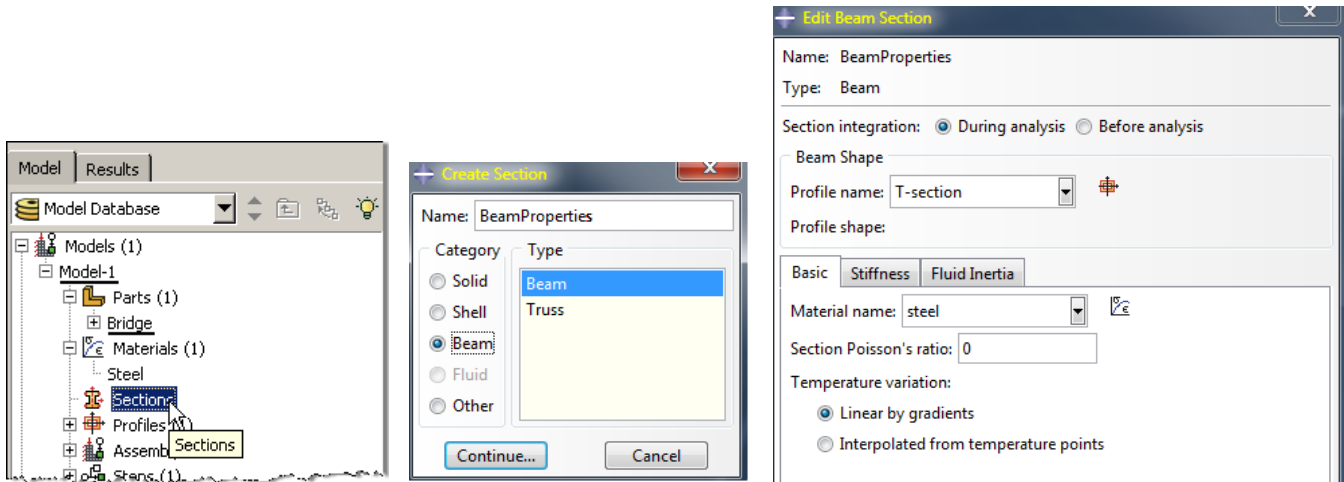 Model Results
Model Database
Models (1)
Model-1
Parts (1)
Bridge
Materials (1)
Steel
Sections
Profiles
Sections
Assemb
Steps (1)
Create Section
X
Name: BeamProperties
Category Type
Solid Beam
Shell Truss
Beam
Fluid
Other
Continue... Cancel
Edit Beam Section
X
Name: BeamProperties
Type: Beam
Section integration: During analysis Before analysis
Beam Shape
Profile name: T-section
Profile shape:
Basic Stiffness Fluid Inertia
Material name: steel
Section Poisson's ratio: 0
Temperature variation:
Linear by gradients
Interpolated from temperature points